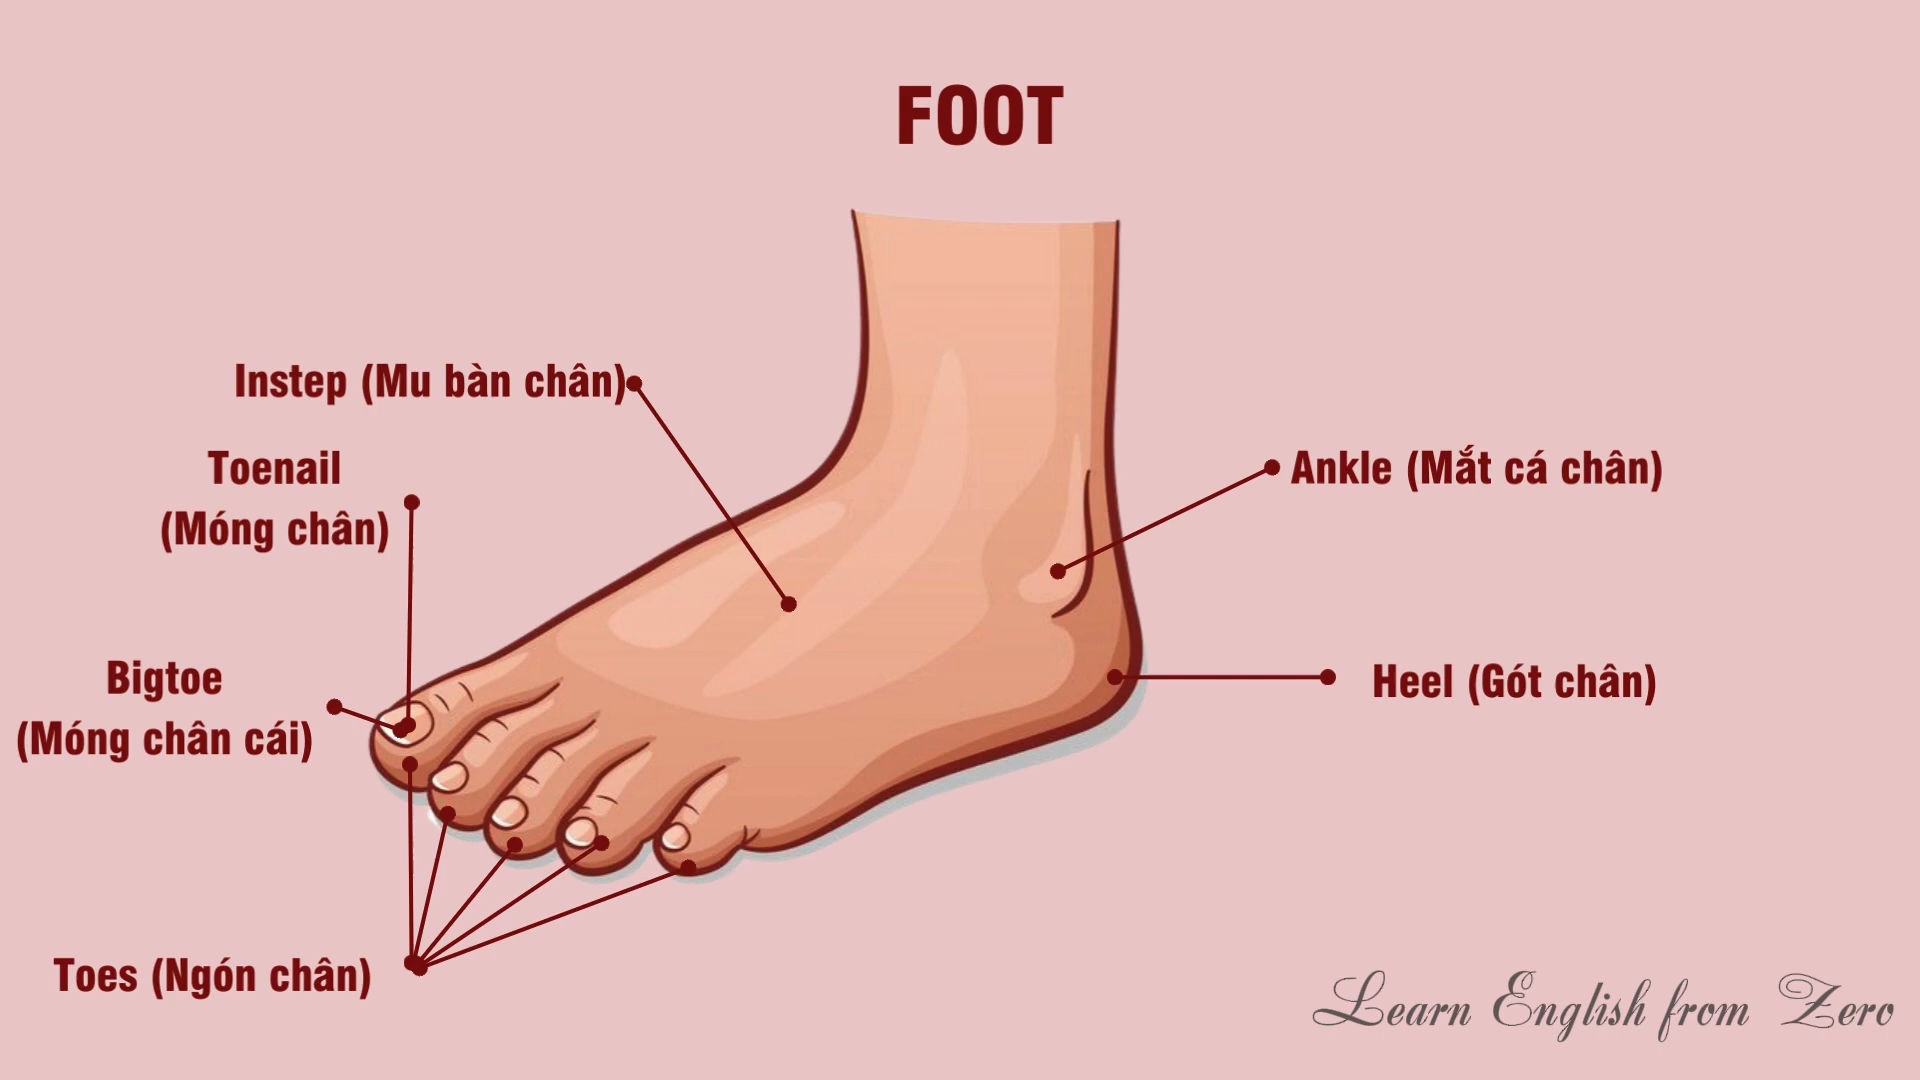 FOOT
Instep (Mu bàn chân)
Toenail
(Móng chân)
Ankle (Mắt cá chân)
Bigtoe
(Móng chân cái)
Heel (Gót chân)
Toes (Ngón chân)
Learn English from Zero